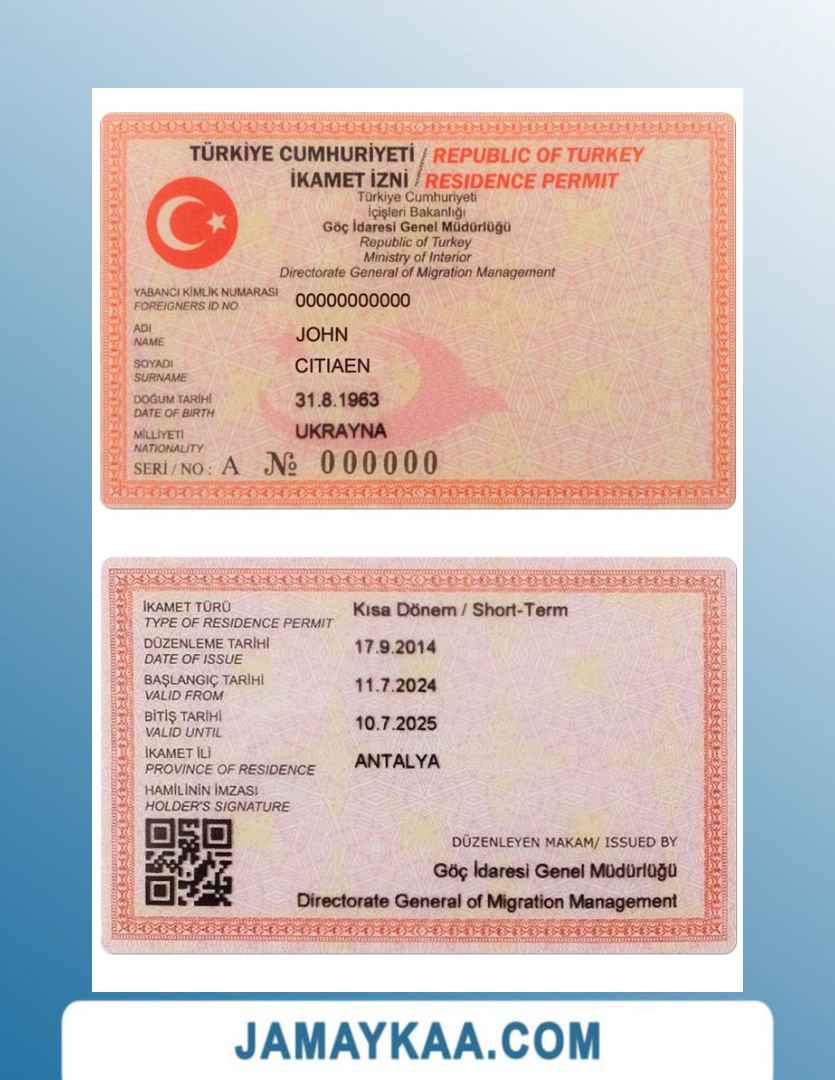 TÜRKİYE CUMHURİYETİ / REPUBLIC OF TURKEY
İKAMET İZNİ / RESIDENCE PERMIT
Türkiye Cumhuriyeti
İçişleri Bakanlığı
Göç İdaresi Genel Müdürlüğü
Republic of Turkey
Ministry of Interior
Directorate General of Migration Management
YABANCI KİMLİK NUMARASI 00000000000
FOREIGNERS ID NO
ADI JOHN
NAME
SOYADI CITIAEN
SURNAME
DOĞUM TARİHİ 31.8.1963
DATE OF BIRTH
MİLLİYETİ UKRAYNA
NATIONALITY
SERİ / NO : A № 000000
İKAMET TÜRÜ Kısa Dönem / Short-Term
TYPE OF RESIDENCE PERMIT
DÜZENLEME TARİHİ 17.9.2014
DATE OF ISSUE
BAŞLANGIÇ TARİHİ 11.7.2024
VALID FROM
BİTİŞ TARİHİ 10.7.2025
VALID UNTIL
İKAMET İLİ ANTALYA
PROVINCE OF RESIDENCE
HAMİLİNİN İMZASI
HOLDER'S SIGNATURE
DÜZENLEYEN MAKAM/ ISSUED BY
Göç İdaresi Genel Müdürlüğü
Directorate General of Migration Management
JAMAYKAA.COM